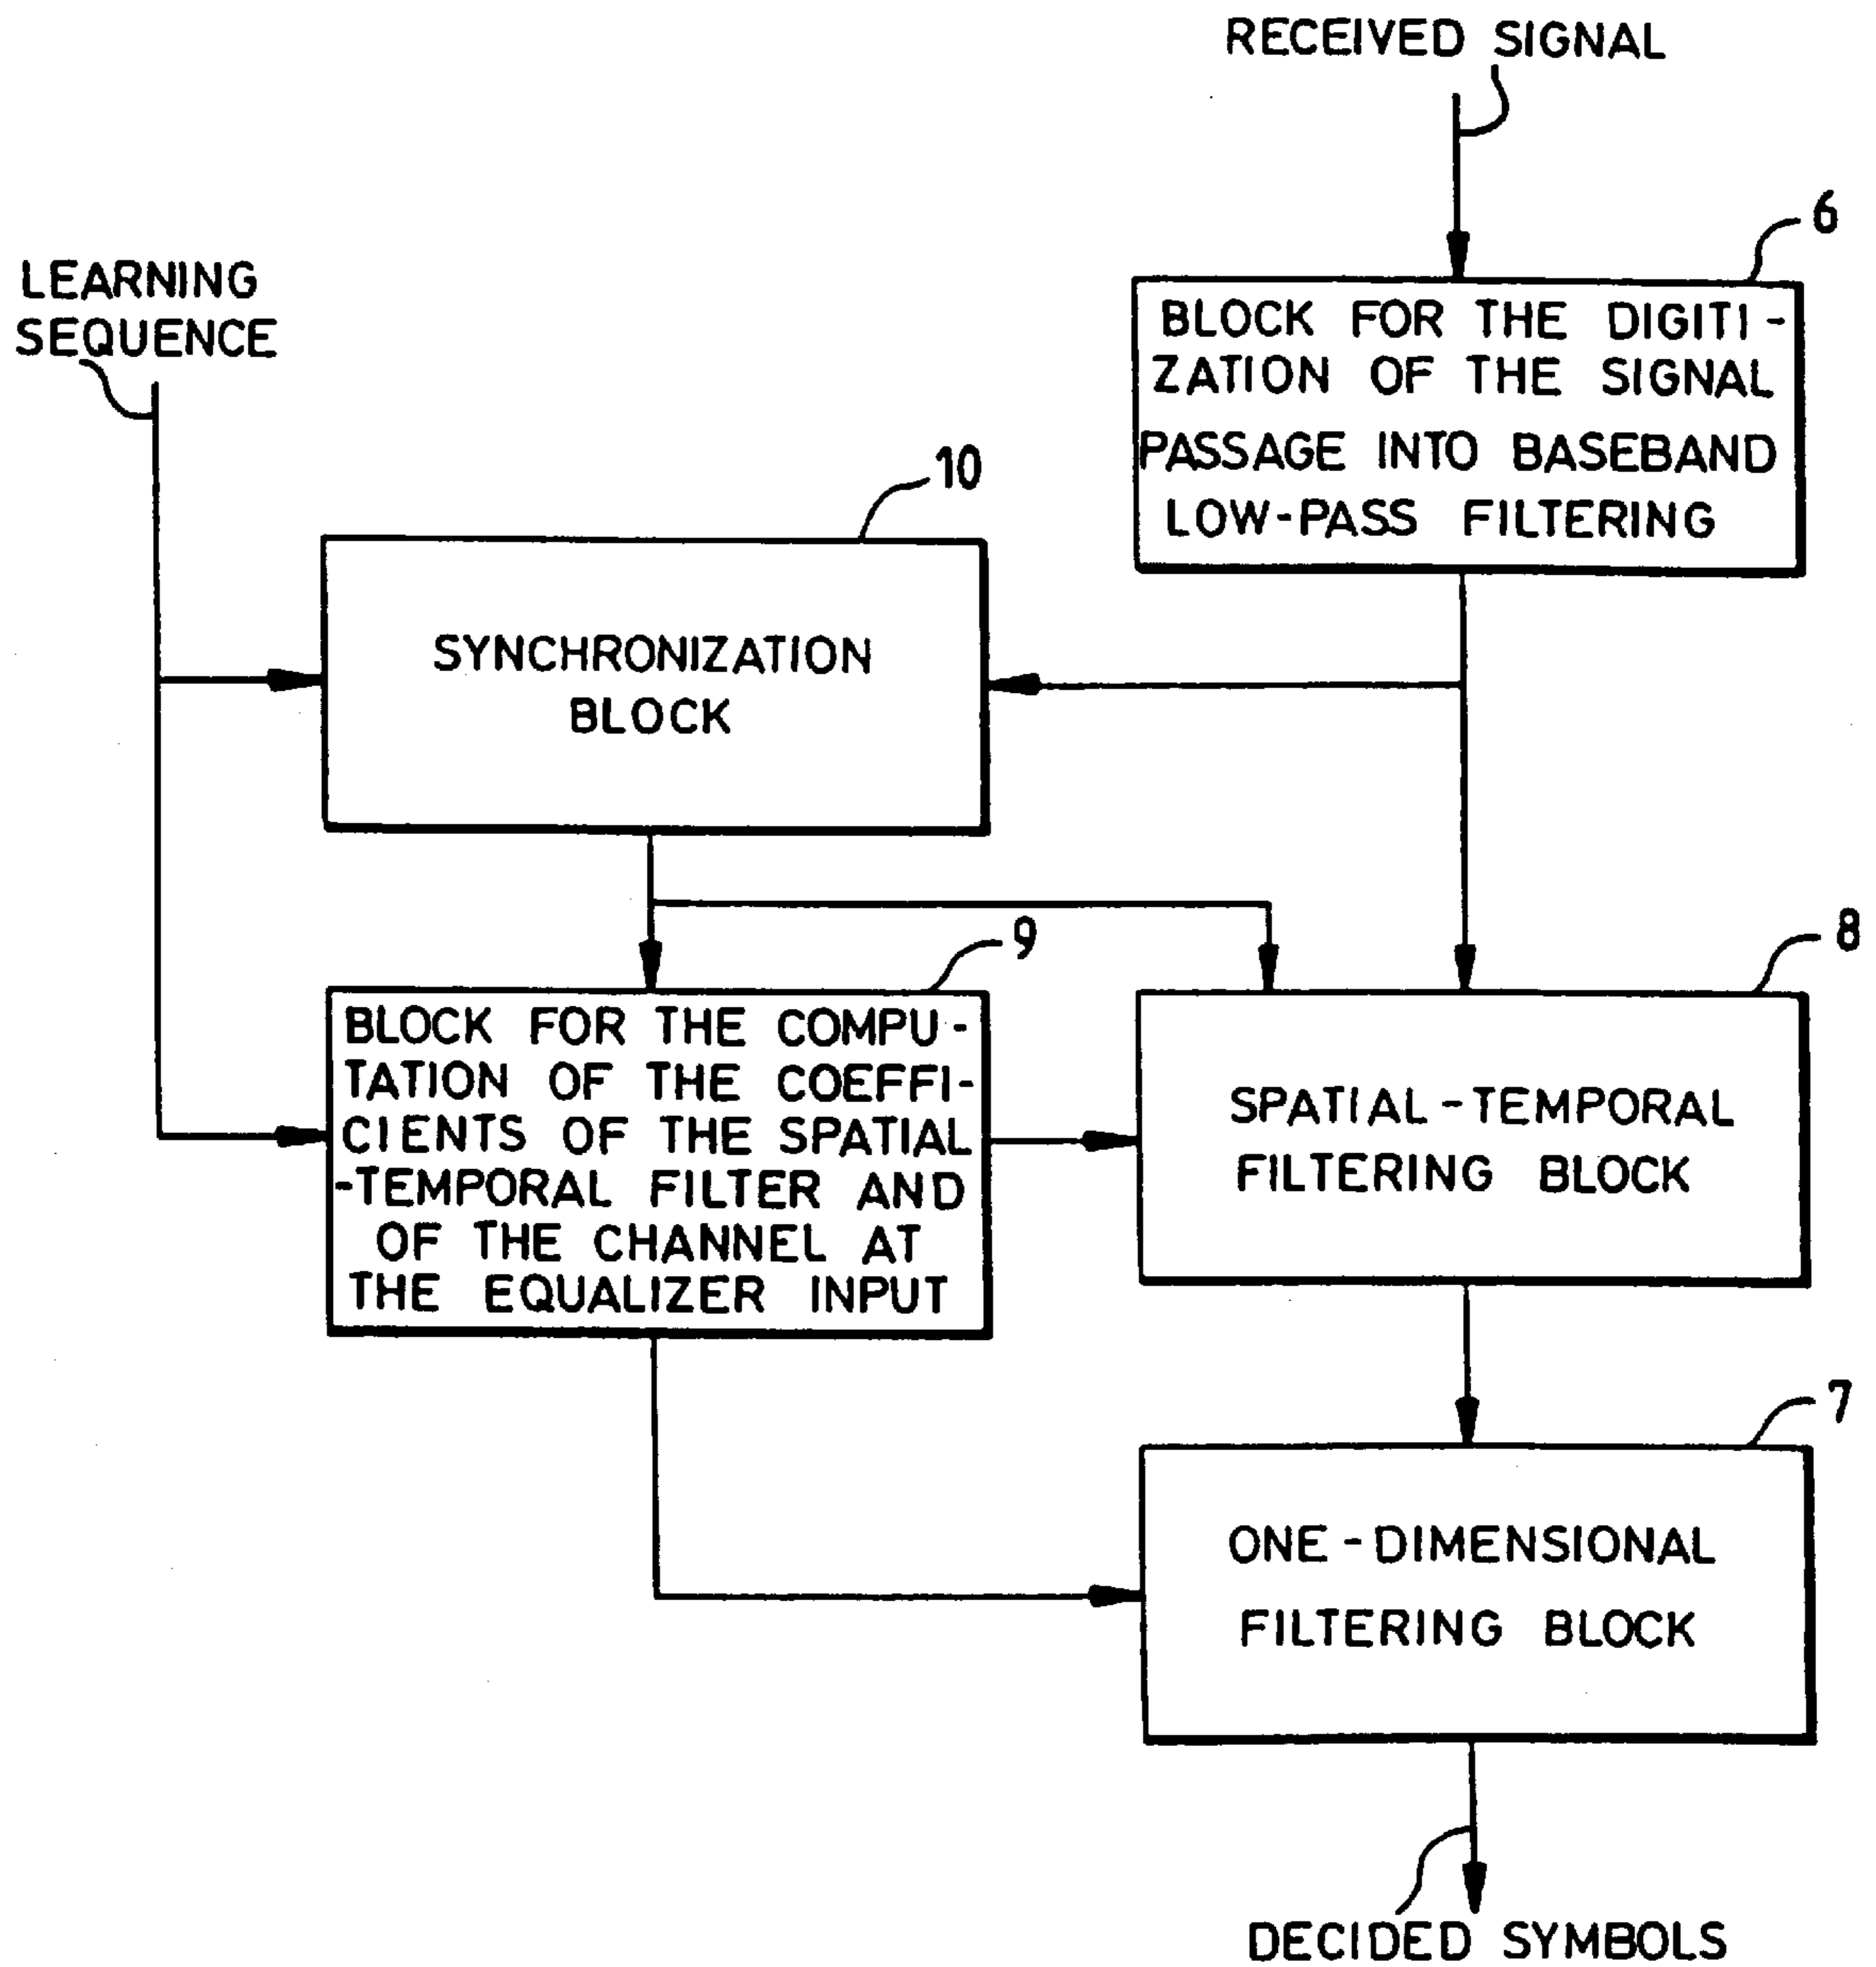 RECEIVED SIGNAL
6
LEARNING
SEQUENCE
BLOCK FOR THE DIGITI-
ZATION OF THE SIGNAL
PASSAGE INTO BASEBAND
LOW-PASS FILTERING
10
SYNCHRONIZATION
BLOCK
9
BLOCK FOR THE COMPU-
TATION OF THE COEFFI-
CIENTS OF THE SPATIAL
-TEMPORAL FILTER AND
OF THE CHANNEL AT
THE EQUALIZER INPUT
8
SPATIAL-TEMPORAL
FILTERING BLOCK
7
ONE-DIMENSIONAL
FILTERING BLOCK
DECIDED SYMBOLS